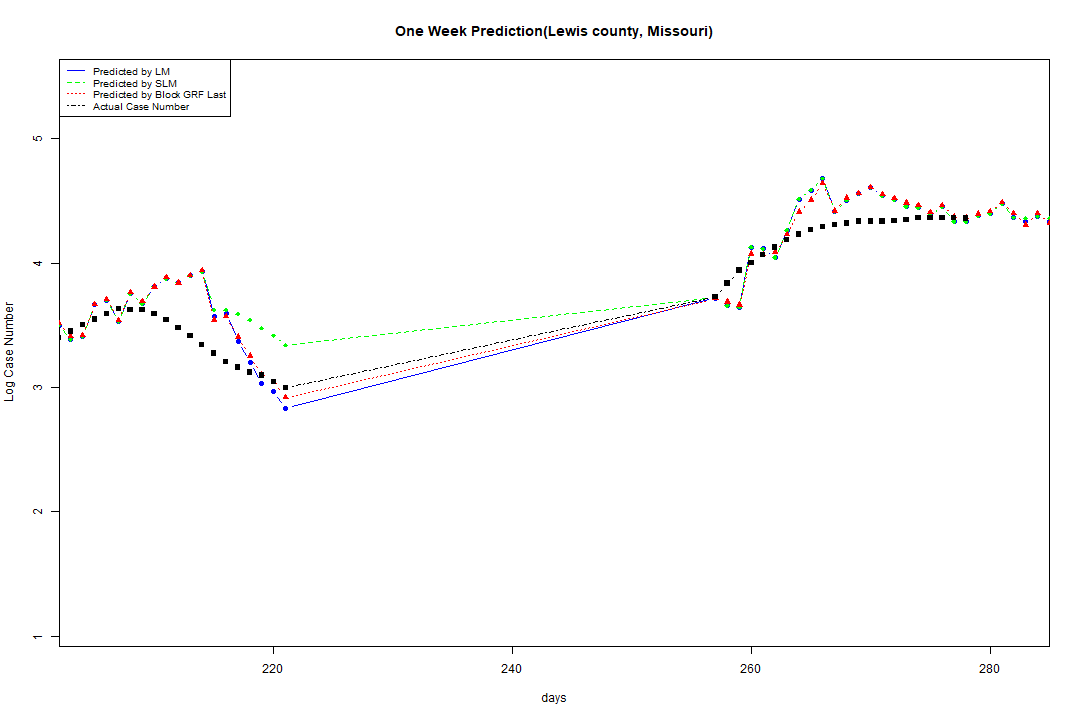 One Week Prediction(Lewis county, Missouri)
Predicted by LM
Predicted by SLM
Predicted by Block GRF Last
Actual Case Number
5
4
3
2
1
Log Case Number
220 240 260 280
days